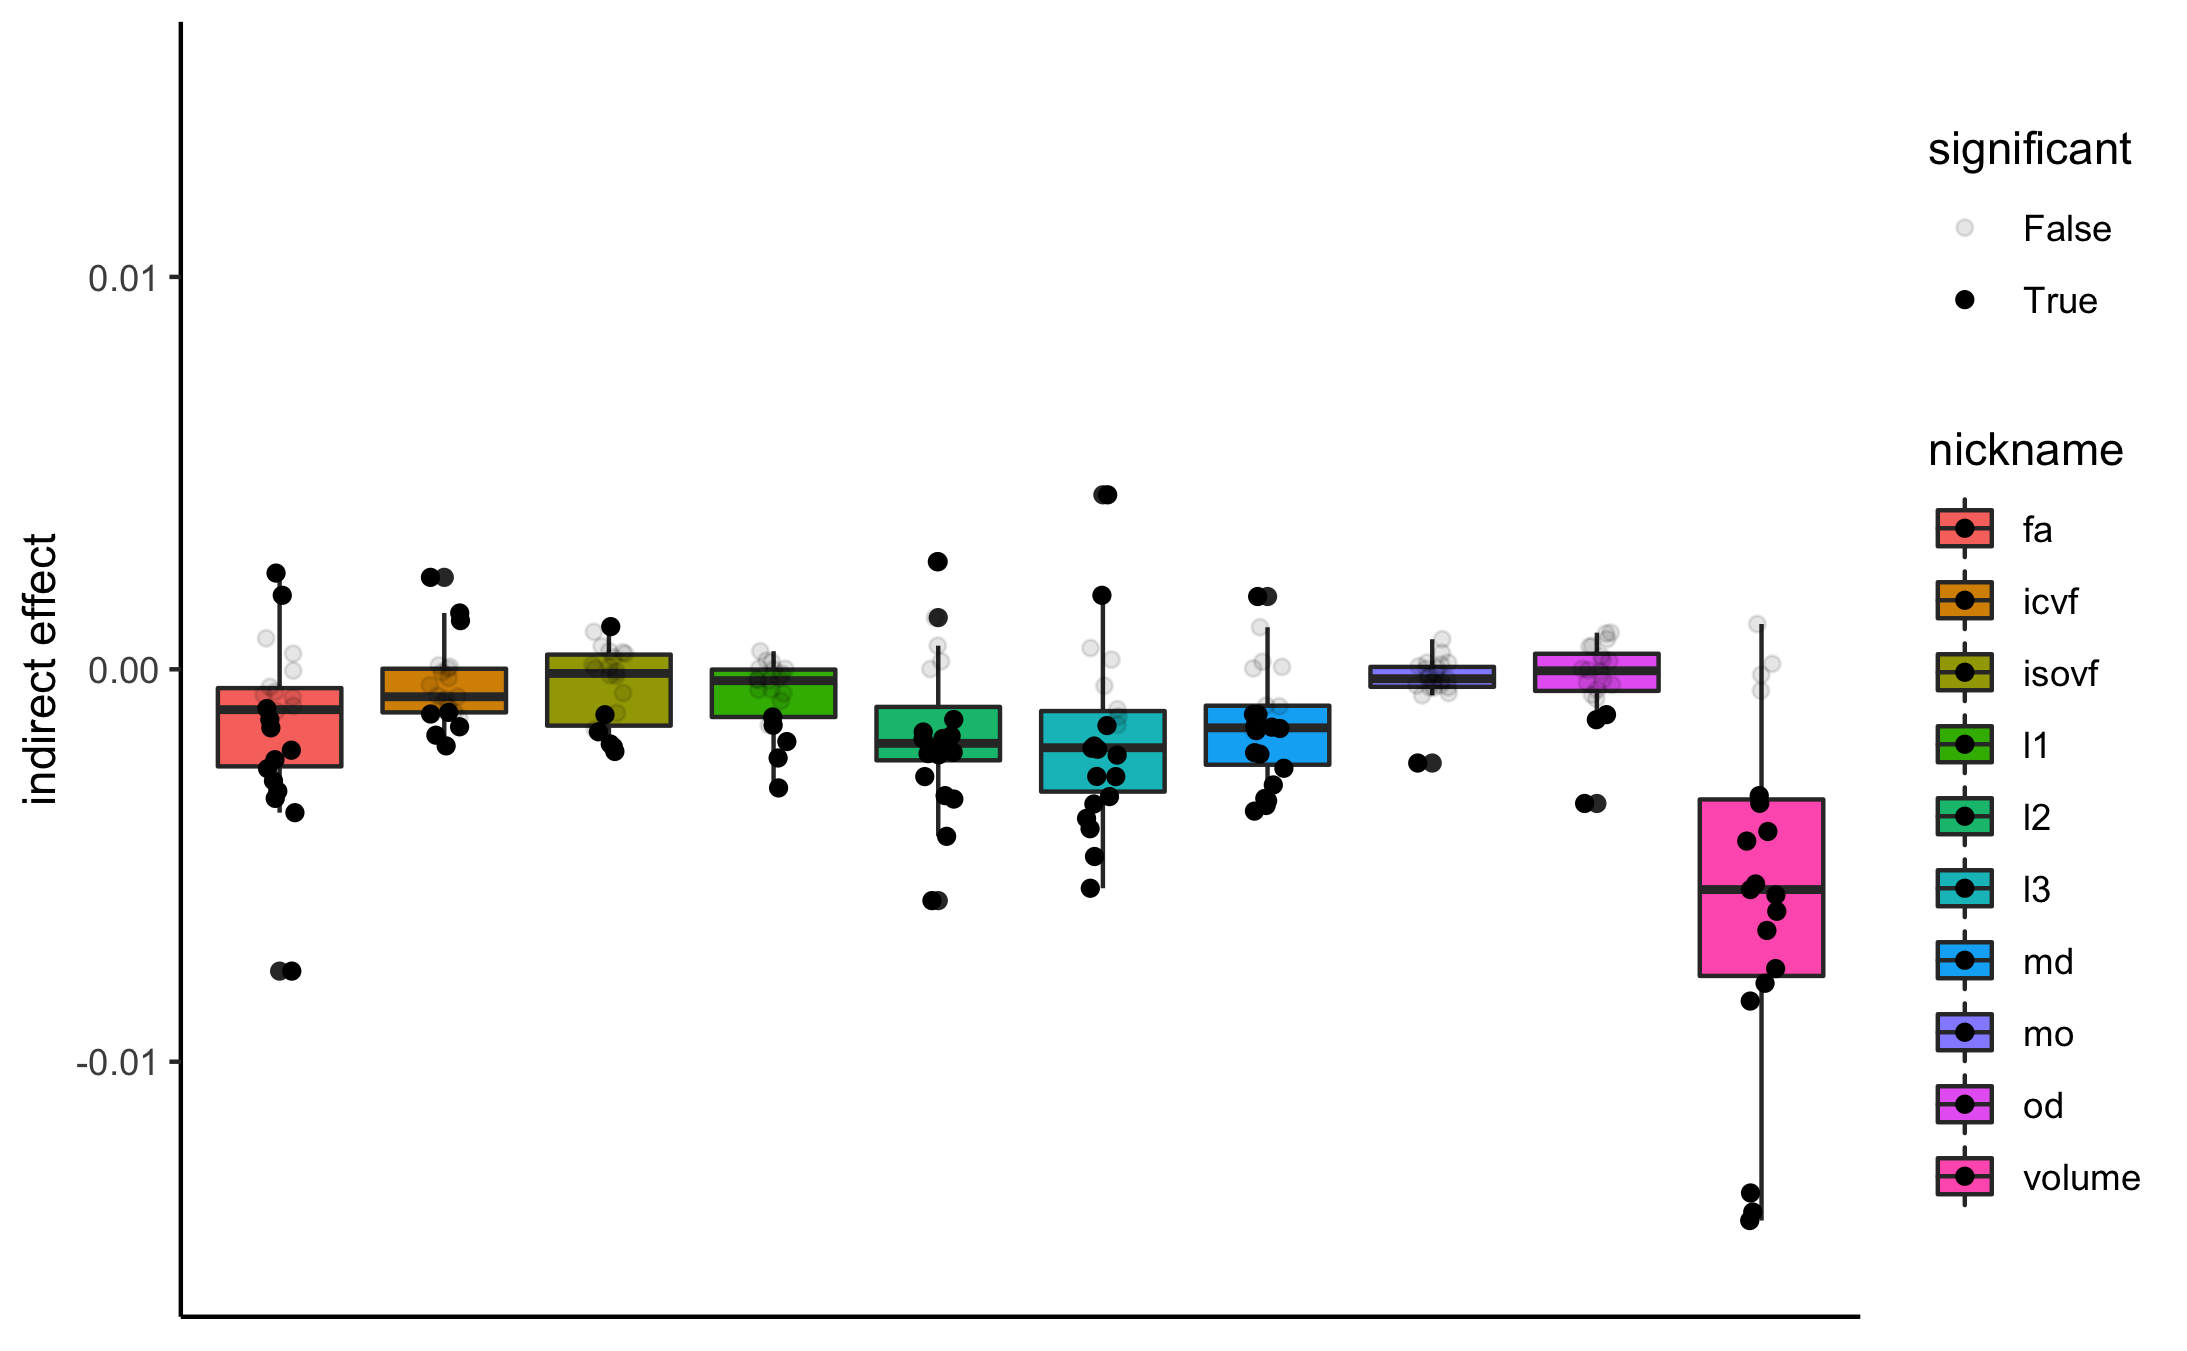 indirect effect
0.01
0.00
-0.01
significant
False
True
nickname
fa
icvf
isovf
l1
l2
l3
md
mo
od
volume